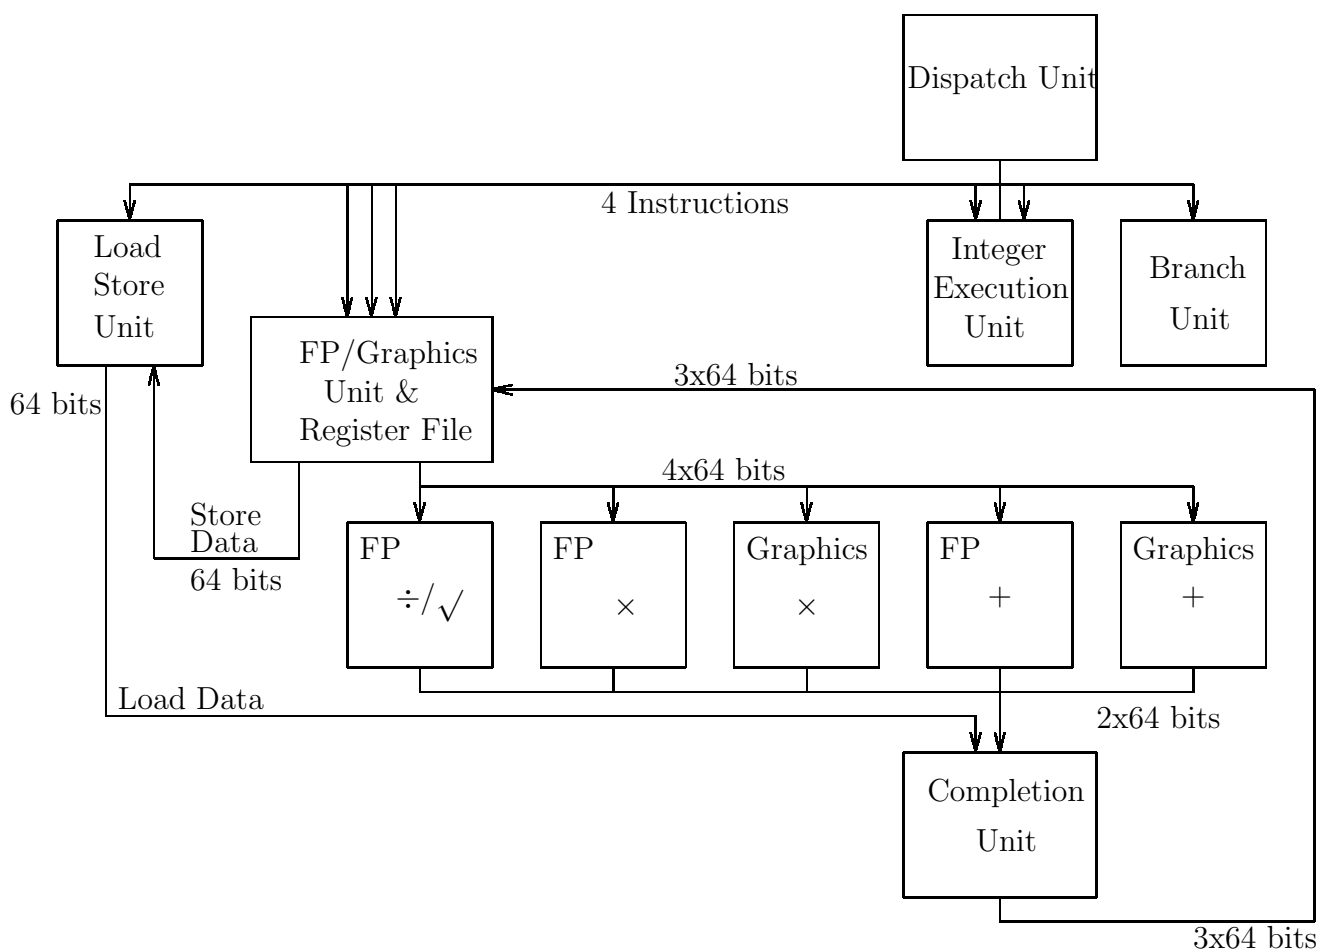 Dispatch Unit
4 Instructions
Load
Store
Unit
Integer
Execution
Unit
Branch
Unit
FP/Graphics
Unit &
Register File
3x64 bits
64 bits
4x64 bits
Store
Data
64 bits
FP
÷/√
FP
×
Graphics
×
FP
+
Graphics
+
Load Data
2x64 bits
Completion
Unit
3x64 bits